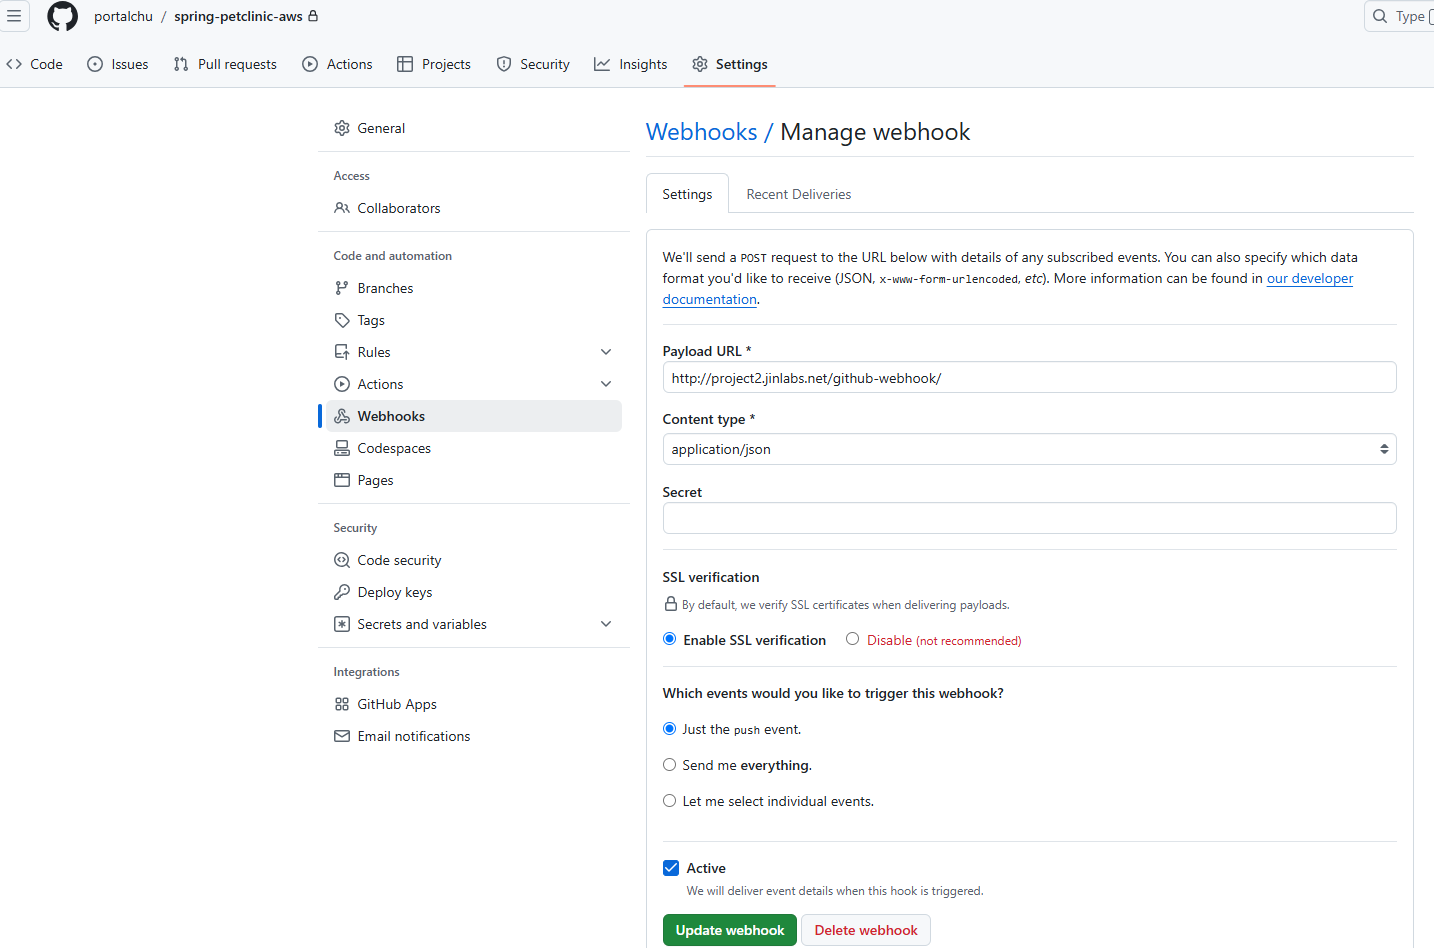 portalchu / spring-petclinic-aws
Type
Code
Issues
Pull requests
Actions
Projects
Security
Insights
Settings
General
Access
Collaborators
Code and automation
Branches
Tags
Rules
Actions
Webhooks
Codespaces
Pages
Security
Code security
Deploy keys
Secrets and variables
Integrations
GitHub Apps
Email notifications
Webhooks / Manage webhook
Settings
Recent Deliveries
We'll send a POST request to the URL below with details of any subscribed events. You can also specify which data
format you'd like to receive (JSON, x-www-form-urlencoded, etc). More information can be found in our developer
documentation.
Payload URL *
http://project2.jinlabs.net/github-webhook/
Content type *
application/json
Secret
SSL verification
By default, we verify SSL certificates when delivering payloads.
Enable SSL verification
Disable (not recommended)
Which events would you like to trigger this webhook?
Just the push event.
Send me everything.
Let me select individual events.
Active
We will deliver event details when this hook is triggered.
Update webhook
Delete webhook